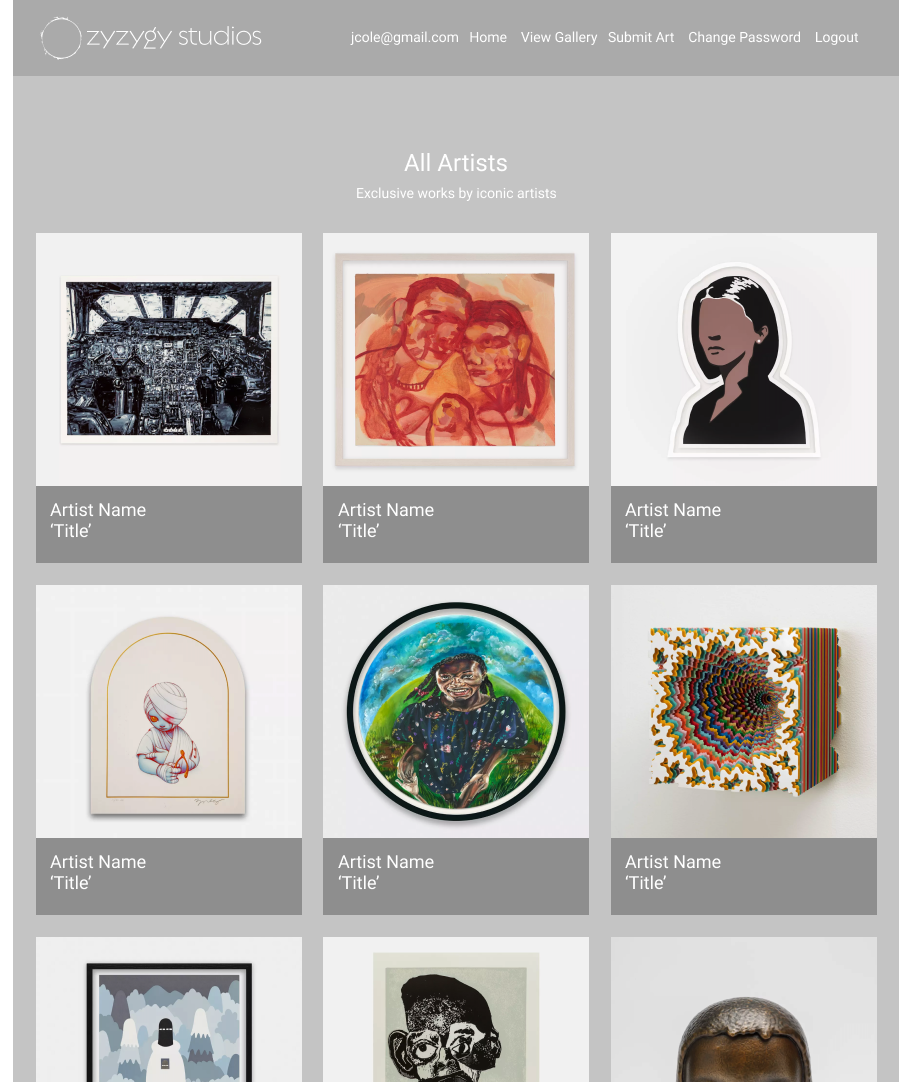 zyzygy studios
jcole@gmail.com Home View Gallery Submit Art Change Password Logout
All Artists
Exclusive works by iconic artists
Artist Name
‘Title’
Artist Name
‘Title’
Artist Name
‘Title’
Artist Name
‘Title’
Artist Name
‘Title’
Artist Name
‘Title’